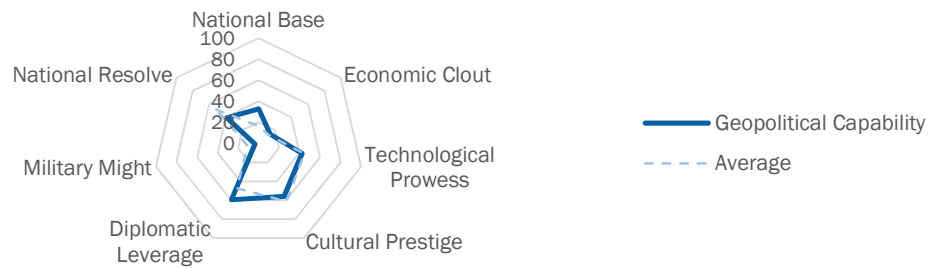 National Base
100
80
60
40
20
0
Economic Clout
Technological
Prowess
Cultural Prestige
Diplomatic
Leverage
Military Might
National Resolve
Geopolitical Capability
Average